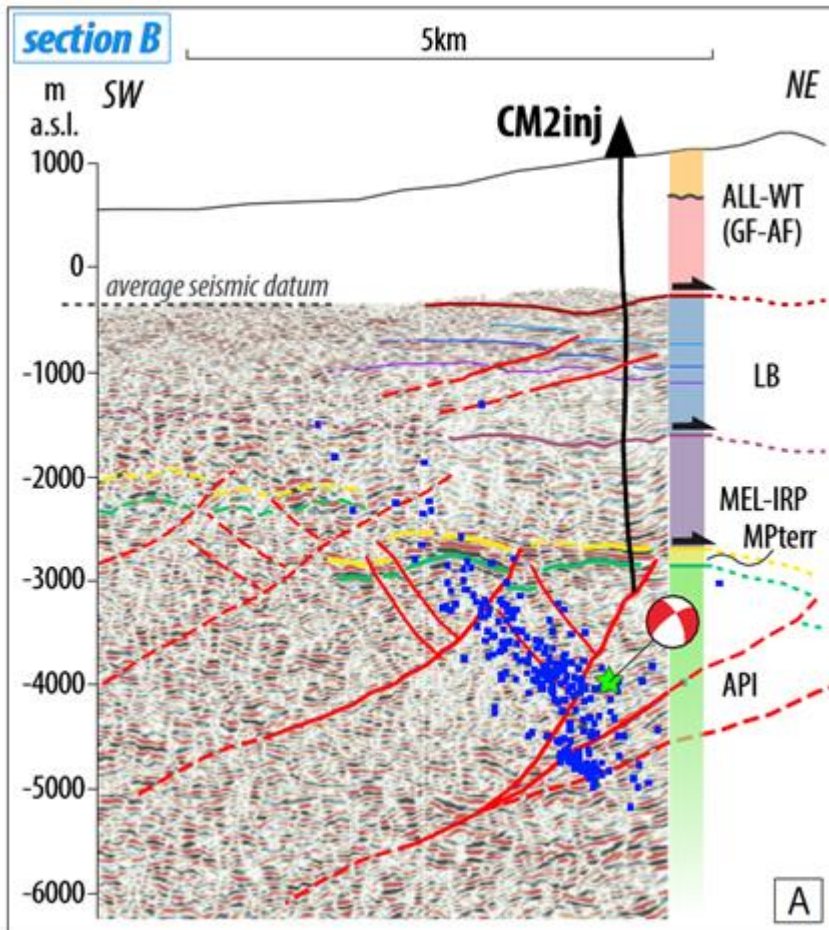 section B
5km
m
a.s.l.
SW
NE
CM2inj
1000
ALL-WT
(GF-AF)
0
average seismic datum
-1000
LB
-2000
MEL-IRP
MPterr
-3000
-4000
API
-5000
-6000
A